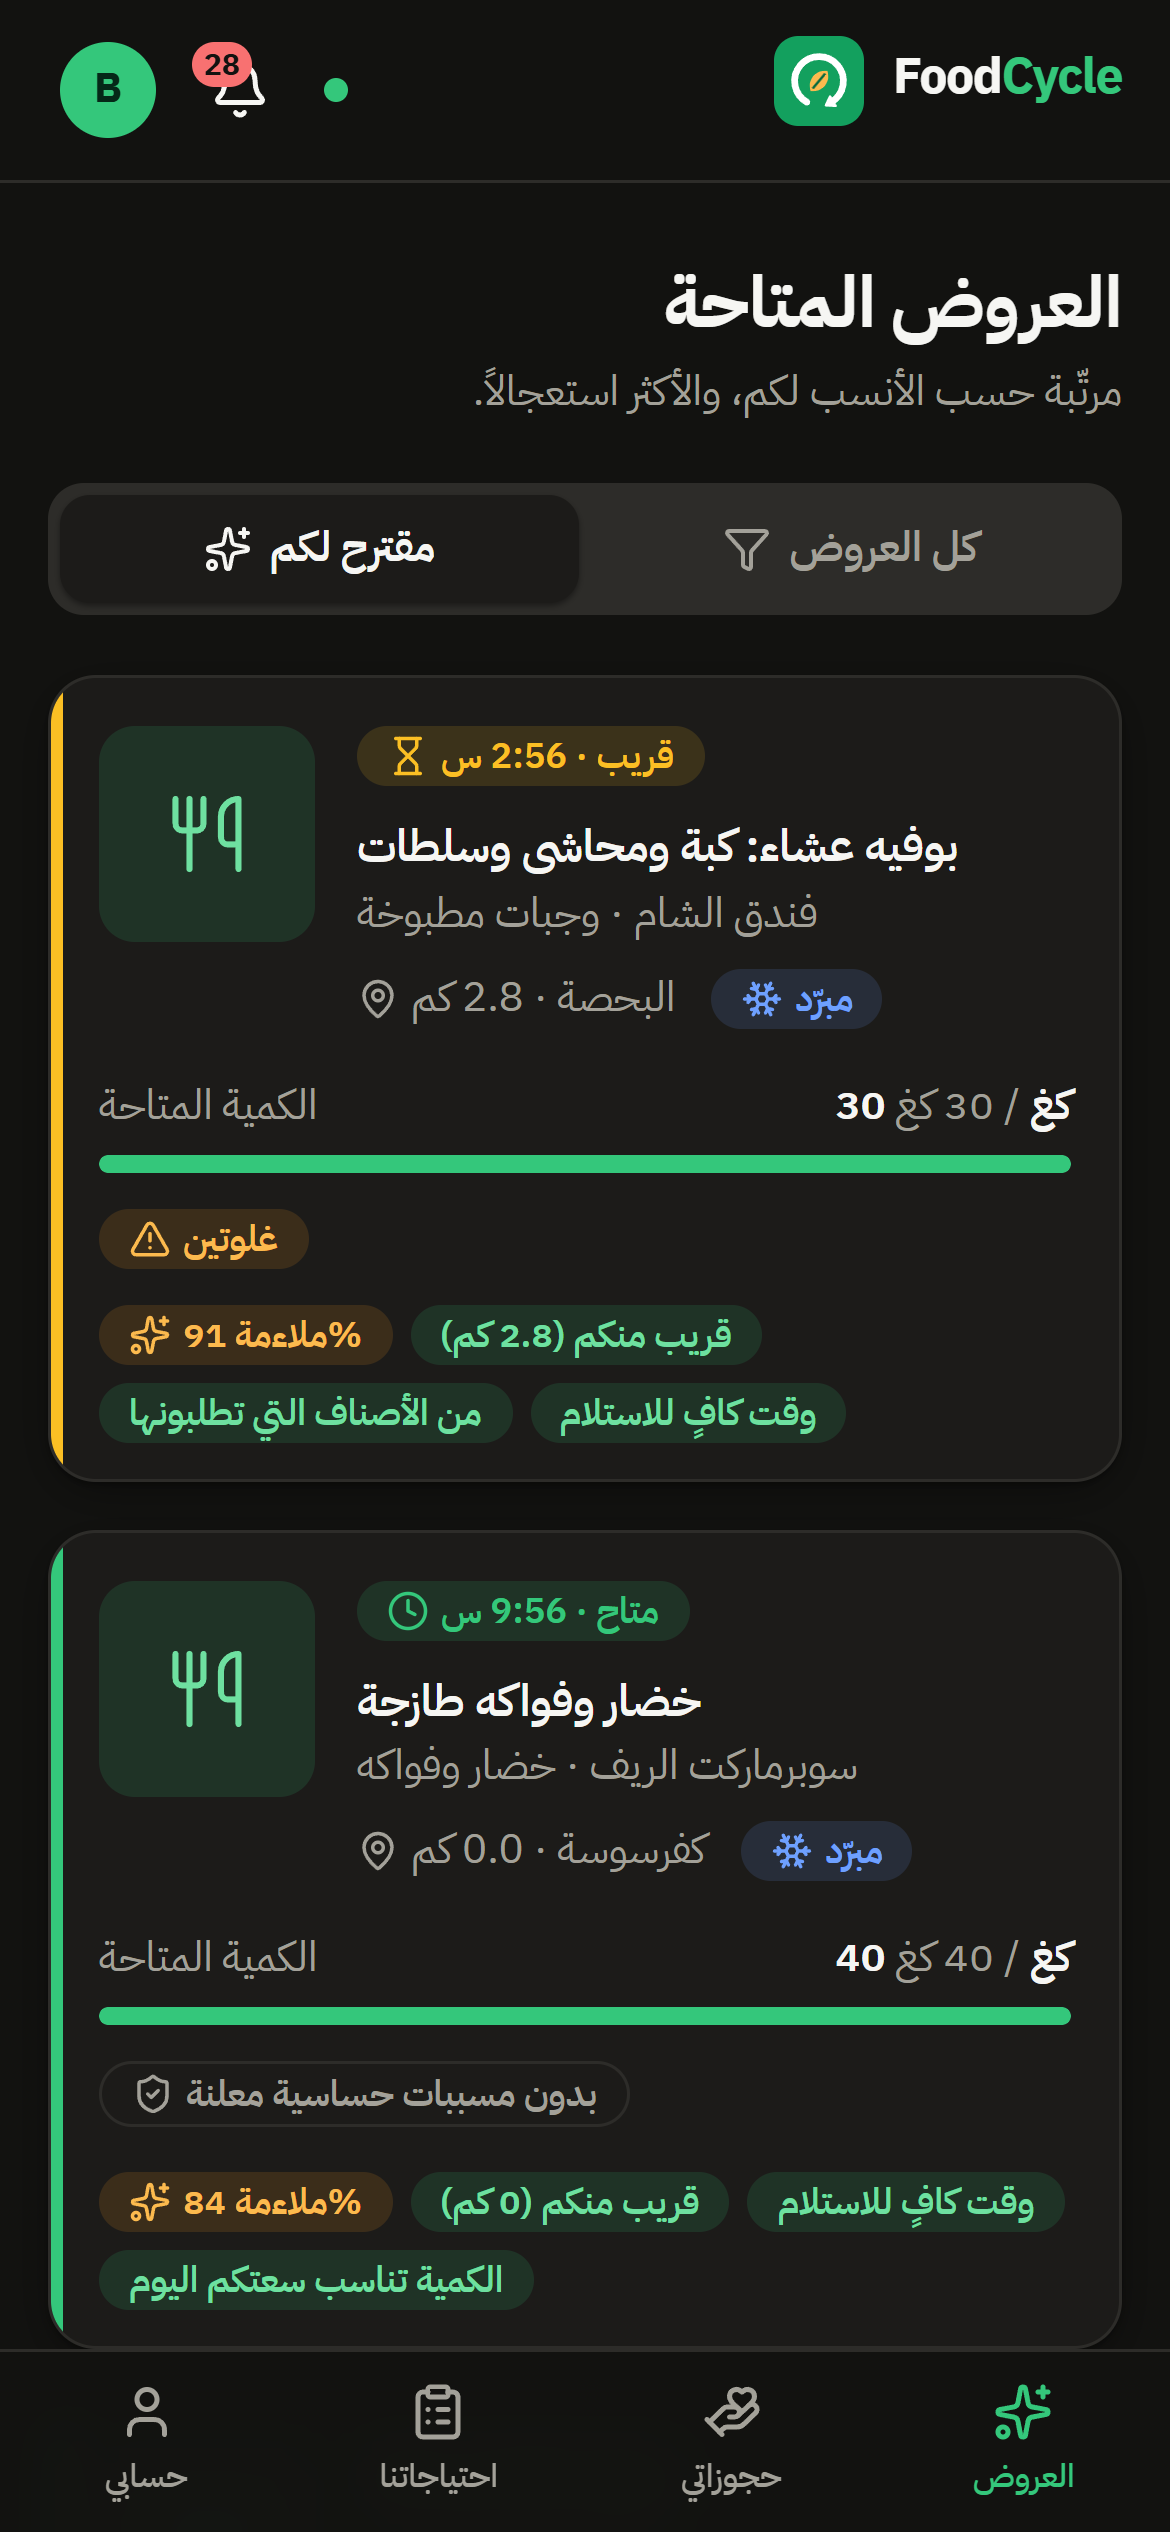 FoodCycle
28
B
العروض المتاحة
مرتّبة حسب الأنسب لكم، والأكثر استعجالاً.
كل العروض
مقترح لكم
قريب · 2:56 س
بوفيه عشاء: كبة ومحاشي وسلطات
فندق الشام · وجبات مطبوخة
البحصة · 2.8 كم
مبرّد
الكمية المتاحة
كغ / 30 كغ 30
غلوتين
%ملاءمة 91
قريب منكم (2.8 كم)
من الأصناف التي تطلبونها
وقت كافٍ للاستلام
متاح · 9:56 س
خضار وفواكه طازجة
سوبرماركت الريف · خضار وفواكه
كفرسوسة · 0.0 كم
مبرّد
الكمية المتاحة
كغ / 40 كغ 40
بدون مسببات حساسية معلنة
%ملاءمة 84
قريب منكم (0 كم)
وقت كافٍ للاستلام
الكمية تناسب سعتكم اليوم
العروض
حجوزاتي
احتياجاتنا
حسابي